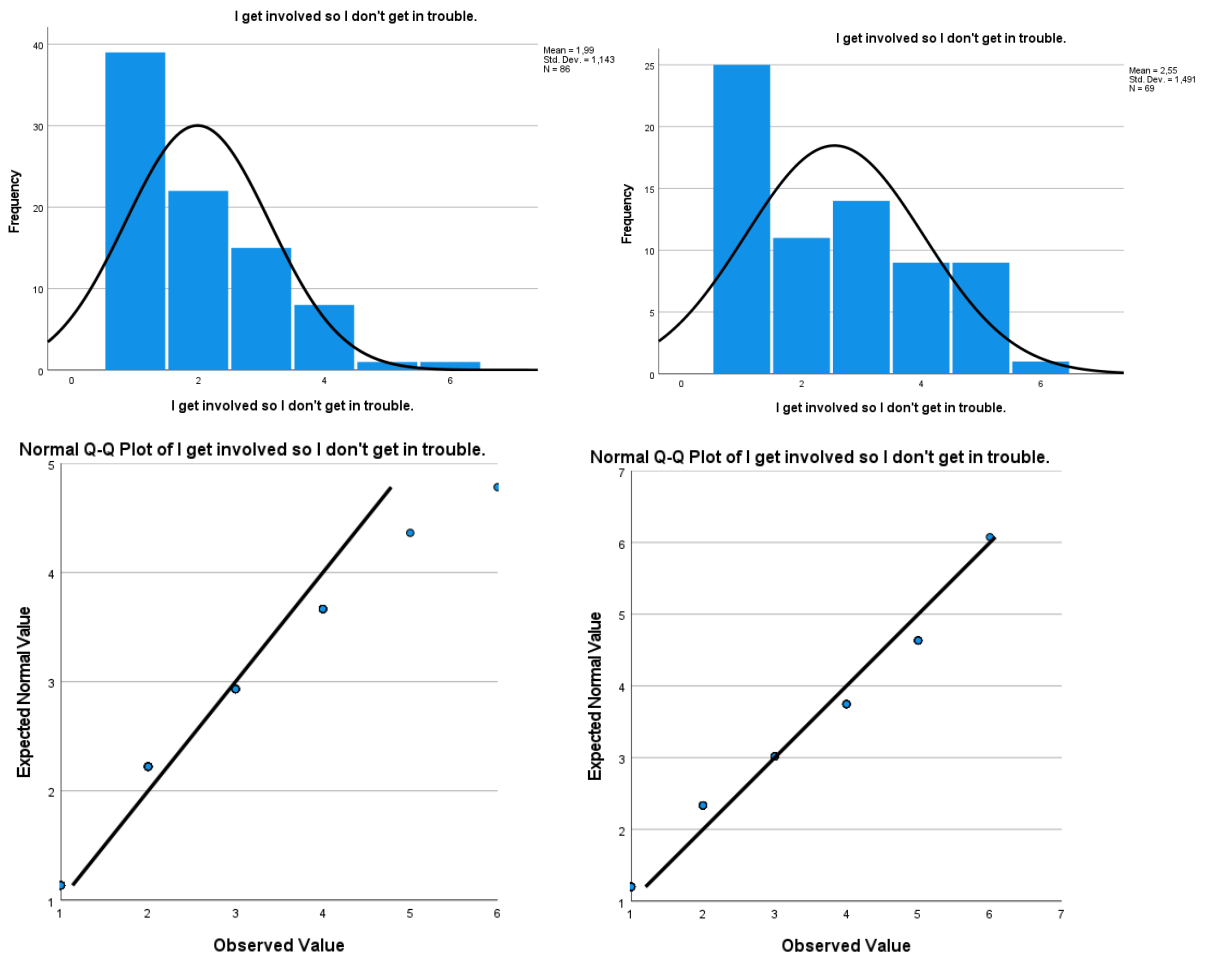 I get involved so I don't get in trouble.
Mean = 1,99
Std. Dev. = 1,143
N = 86
40
30
20
10
0
Frequency
0 2 4 6
I get involved so I don't get in trouble.
I get involved so I don't get in trouble.
Mean = 2,55
Std. Dev. = 1,491
N = 69
25
20
15
10
5
0
Frequency
0 2 4 6
I get involved so I don't get in trouble.
Normal Q-Q Plot of I get involved so I don't get in trouble.
5
4
3
2
1
Expected Normal Value
1 2 3 4 5 6
Observed Value
Normal Q-Q Plot of I get involved so I don't get in trouble.
7
6
5
4
3
2
1
Expected Normal Value
1 2 3 4 5 6 7
Observed Value